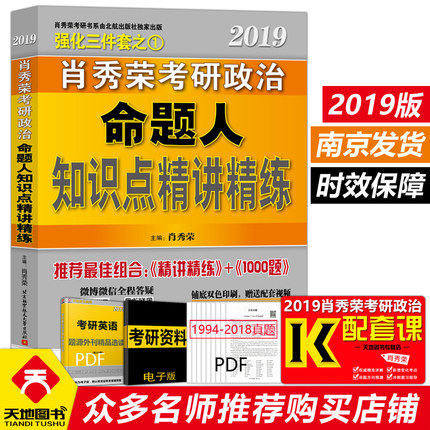 肖秀荣考研书系由北航出版社独家出版
2019
强化三件套之①
2019
肖秀荣考研政治
命题人
知识点精讲精练
主编 肖秀荣
推荐最佳组合:《精讲精练》+《1000题》
微博微信全程答疑
铺底双色印刷,赠送配套视频
肖秀荣考研政治
命题人知识点精讲精练
主编 肖秀荣
2019版
南京发货
时效保障
考研英语
题源外刊精品选读
PDF
考研资料
电子版
1994-2018真题
PDF
2019肖秀荣考研政治
K
配套课
肖秀荣
天地图书
TIANDI TUSHU
众多名师推荐购买店铺